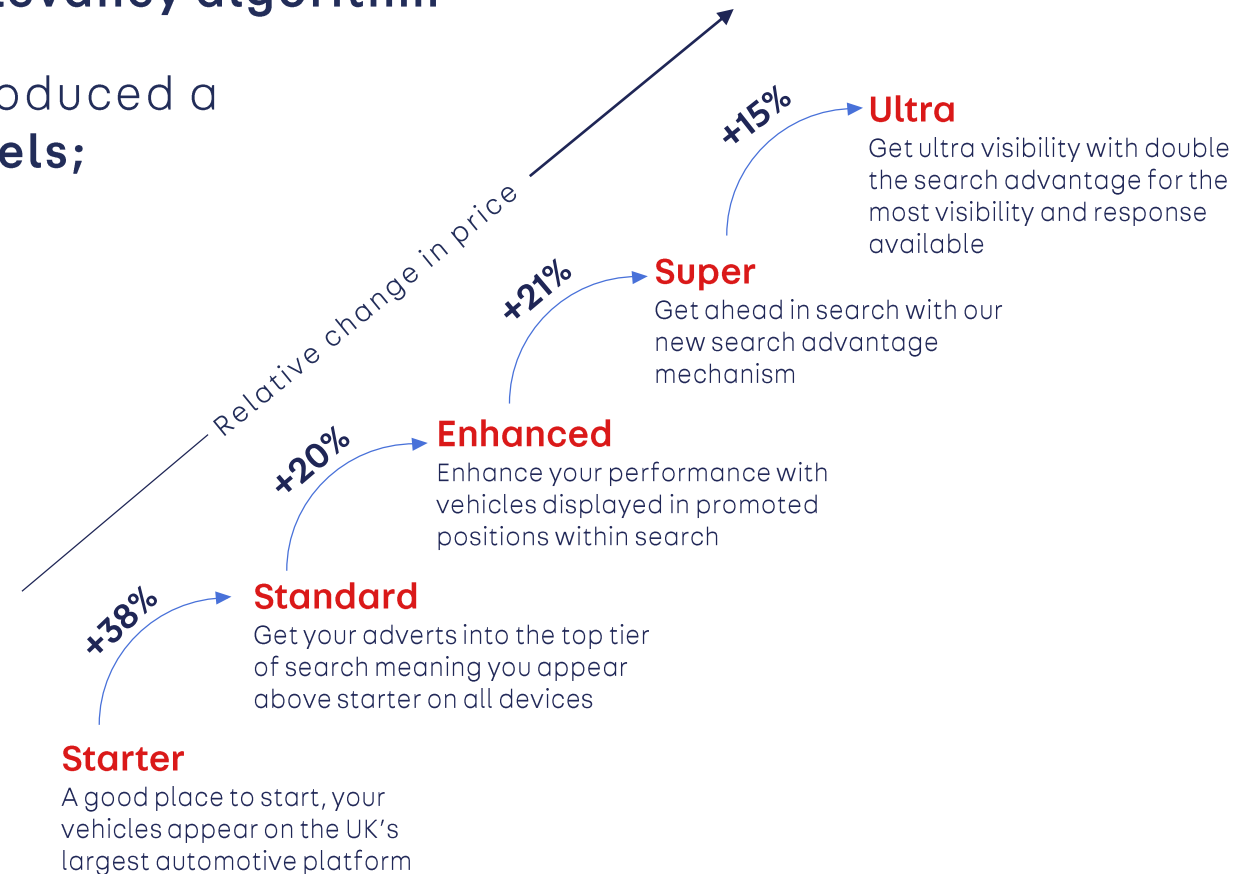 algorithm
oduced a
els;
Relative change in price
+15%
Ultra
Get ultra visibility with double
the search advantage for the
most visibility and response
available
+21%
Super
Get ahead in search with our
new search advantage
mechanism
+20%
Enhanced
Enhance your performance with
vehicles displayed in promoted
positions within search
+38%
Standard
Get your adverts into the top tier
of search meaning you appear
above starter on all devices
Starter
A good place to start, your
vehicles appear on the UK's
largest automotive platform